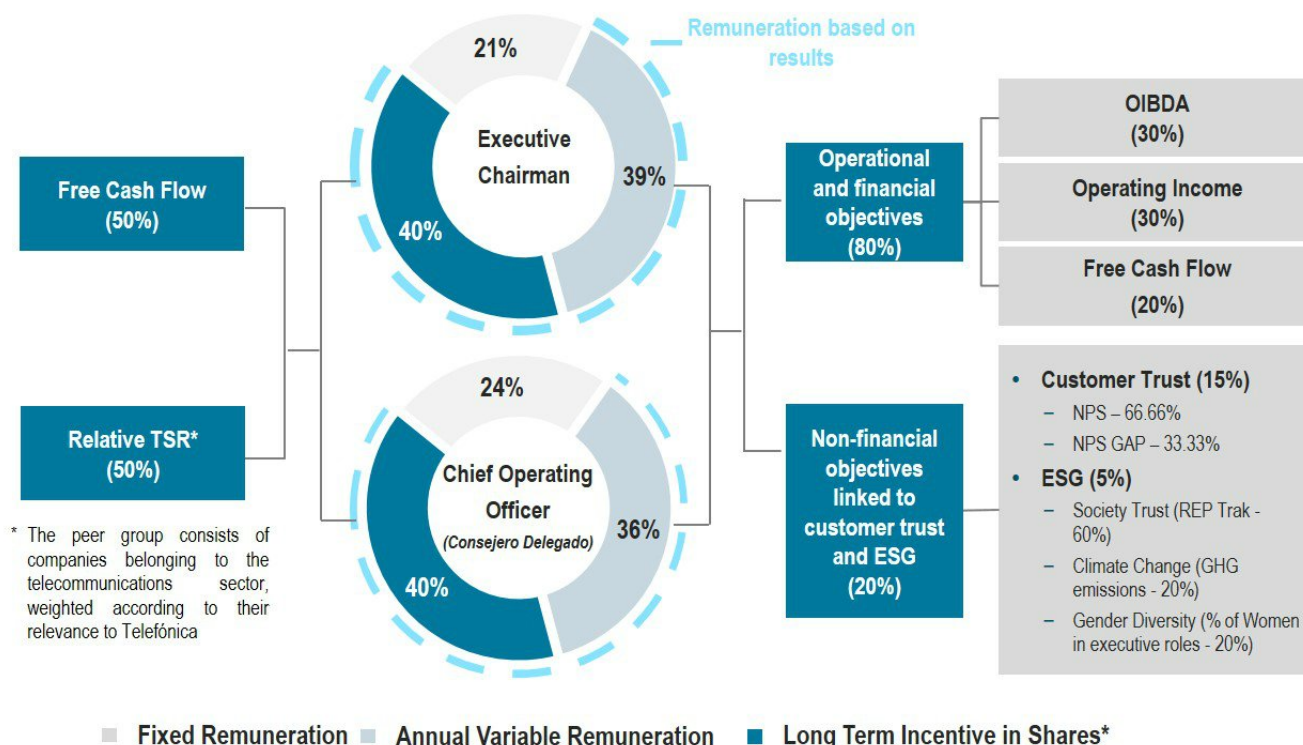 Remuneration based on
results
21%
Executive
Chairman
39%
40%
Free Cash Flow
(50%)
Relative TSR*
(50%)
* The peer group consists of
companies belonging to the
telecommunications sector,
weighted according to their
relevance to Telefónica
24%
Chief Operating
Officer
(Consejero Delegado)
36%
40%
Operational
and financial
objectives
(80%)
OIBDA
(30%)
Operating Income
(30%)
Free Cash Flow
(20%)
Non-financial
objectives
linked to
customer trust
and ESG
(20%)
• Customer Trust (15%)
– NPS – 66.66%
– NPS GAP – 33.33%
• ESG (5%)
– Society Trust (REP Trak -
60%)
– Climate Change (GHG
emissions - 20%)
– Gender Diversity (% of Women
in executive roles - 20%)
Fixed Remuneration Annual Variable Remuneration Long Term Incentive in Shares*